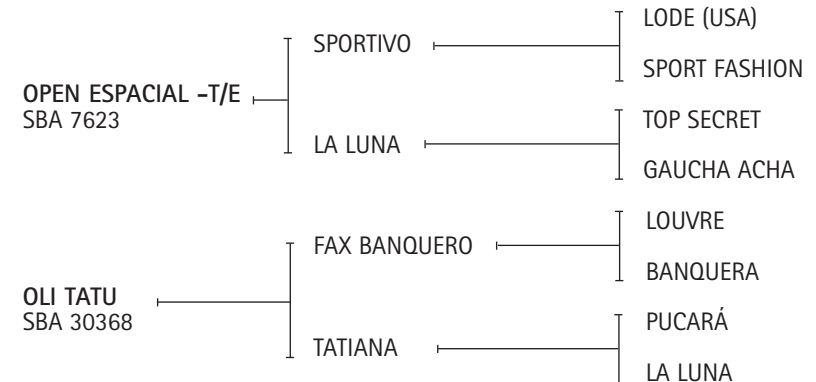 LODE (USA)
SPORTIVO
SPORT FASHION
OPEN ESPACIAL –T/E
SBA 7623
TOP SECRET
LA LUNA
GAUCHA ACHA
LOUVRE
FAX BANQUERO
BANQUERA
OLI TATU
SBA 30368
PUCARÁ
TATIANA
LA LUNA